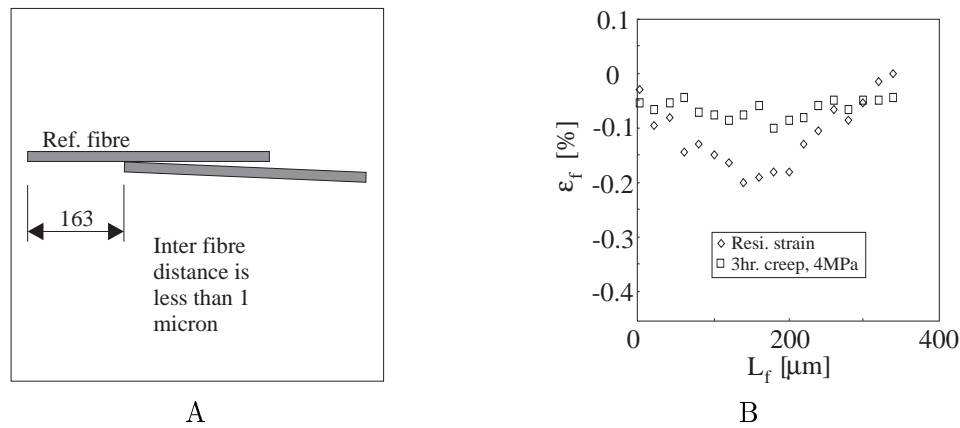 Ref. fibre
163
Inter fibre
distance is
less than 1
micron
A
0.1
0
-0.1
-0.2
-0.3
-0.4
ε_f [%]
Resi. strain
3hr. creep, 4MPa
0 200 400
L_f [μm]
B